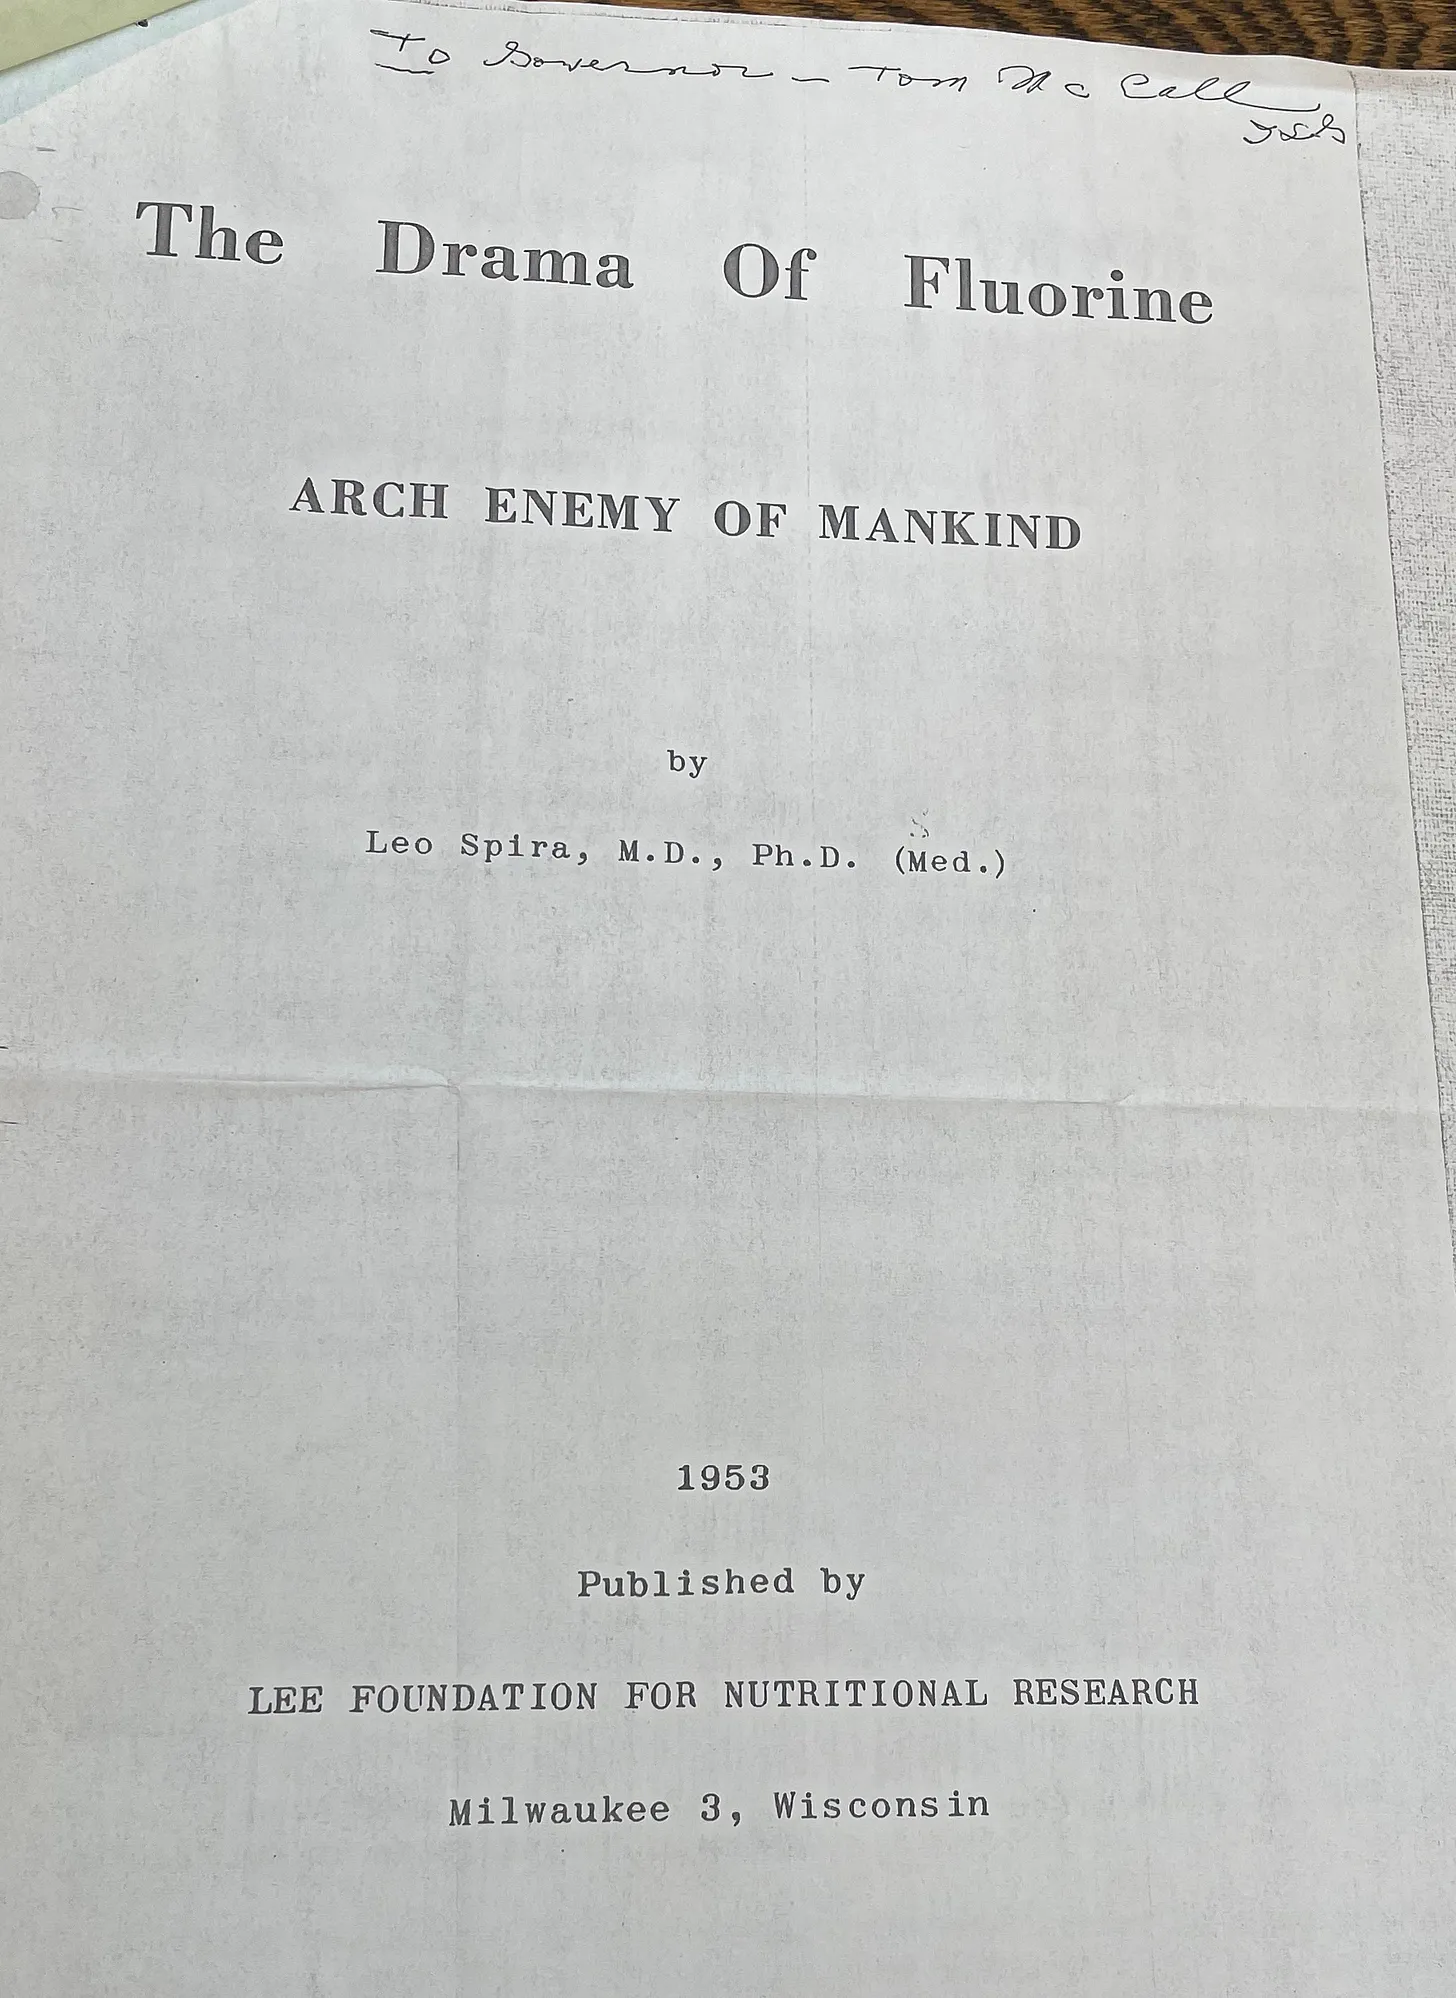 To Governor - Tom McCall
The Drama Of Fluorine
ARCH ENEMY OF MANKIND
by
Leo Spira, M.D., Ph.D. (Med.)
1953
Published by
LEE FOUNDATION FOR NUTRITIONAL RESEARCH
Milwaukee 3, Wisconsin